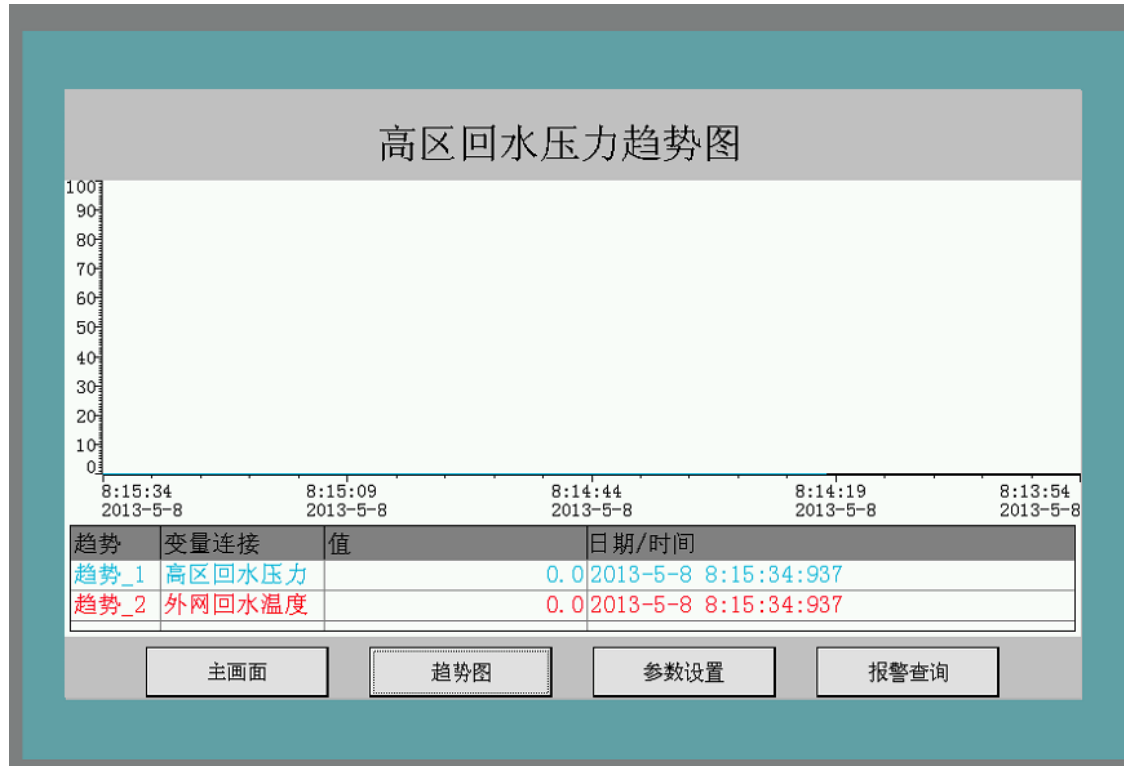 高区回水压力趋势图
100
90
80
70
60
50
40
30
20
10
0
8:15:34 8:15:09 8:14:44 8:14:19 8:13:54
2013-5-8 2013-5-8 2013-5-8 2013-5-8 2013-5-8
趋势 变量连接 值 日期/时间
趋势_1 高区回水压力 0.0 2013-5-8 8:15:34:937
趋势_2 外网回水温度 0.0 2013-5-8 8:15:34:937
主画面 趋势图 参数设置 报警查询